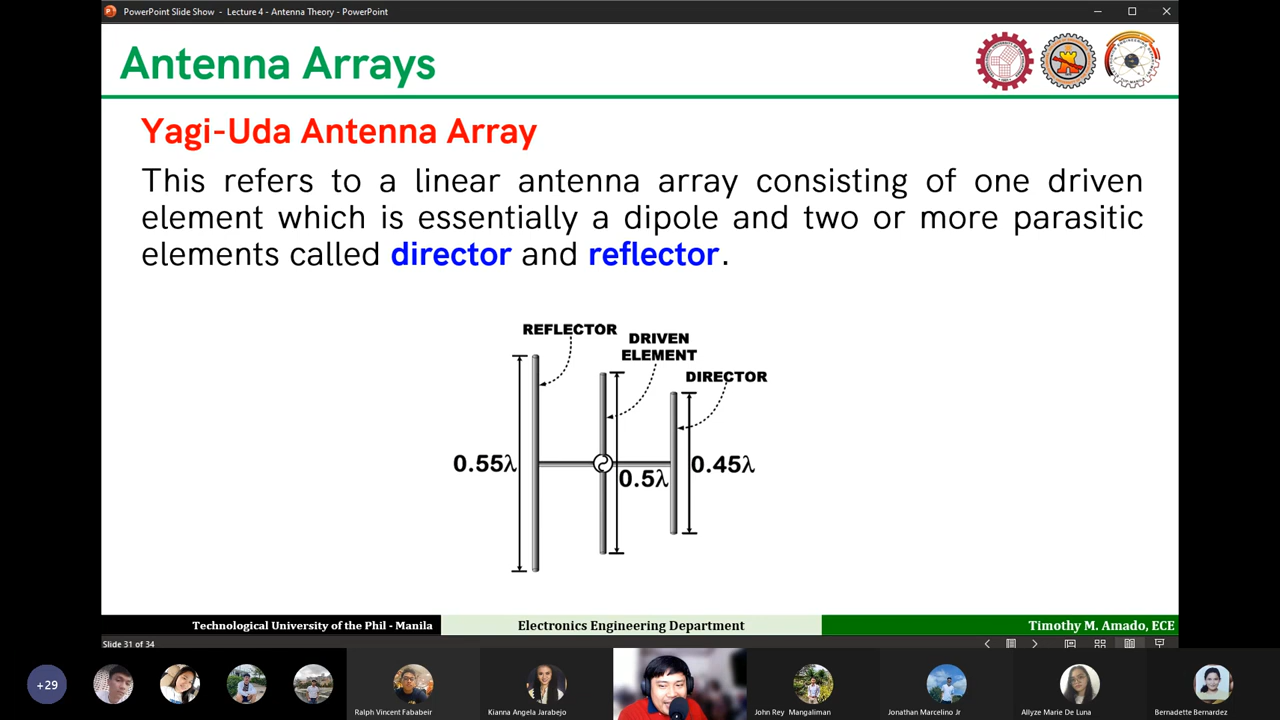 PowerPoint Slide Show - Lecture 4 - Antenna Theory - PowerPoint
Antenna Arrays
Yagi-Uda Antenna Array
This refers to a linear antenna array consisting of one driven
element which is essentially a dipole and two or more parasitic
elements called director and reflector.
REFLECTOR
DRIVEN
ELEMENT
DIRECTOR
0.55λ
0.5λ
0.45λ
Technological University of the Phil - Manila
Electronics Engineering Department
Timothy M. Amado, ECE
Slide 31 of 34
+29
Ralph Vincent Fababeir
Kianna Angela Jarabejo
John Rey Mangaliman
Jonathan Marcelino Jr
Allyze Marie De Luna
Bernadette Bernardez